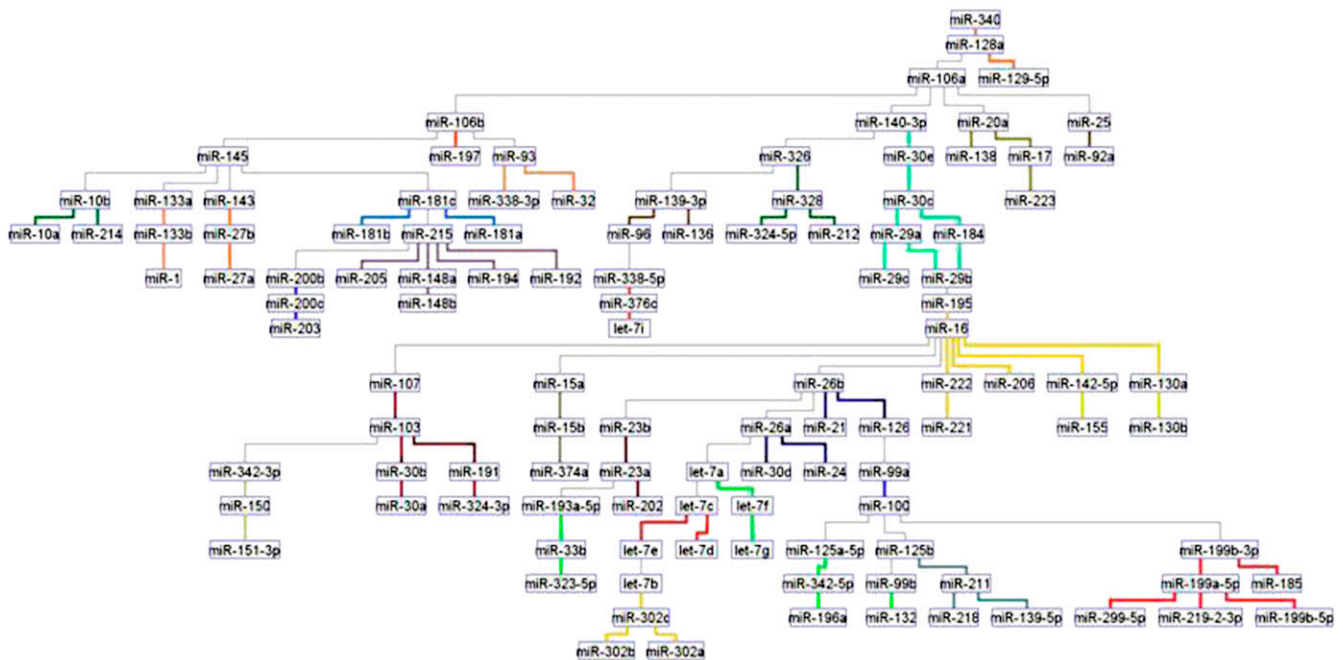 miR-340
miR-128a
miR-106a miR-129-5p
miR-106b miR-140-3p miR-20a miR-25
miR-145 miR-197 miR-93 miR-326 miR-30e miR-138 miR-17 miR-92a
miR-10b miR-133a miR-143 miR-181c miR-338-3p miR-32 miR-139-3p miR-328 miR-30c miR-223
miR-10a miR-214 miR-133b miR-27b miR-181b miR-215 miR-181a miR-96 miR-136 miR-324-5p miR-212 miR-29a miR-184
miR-1 miR-27a miR-200b miR-205 miR-148a miR-194 miR-192 miR-338-5p miR-29c miR-29b
miR-200c miR-148b miR-376c miR-195
miR-203 let-7i miR-16
miR-107 miR-15a miR-26b miR-222 miR-206 miR-142-5p miR-130a
miR-103 miR-15b miR-23b miR-26a miR-21 miR-126 miR-221 miR-155 miR-130b
miR-342-3p miR-30b miR-191 miR-374a miR-23a let-7a miR-30d miR-24 miR-99a
miR-150 miR-30a miR-324-3p miR-193a-5p miR-202 let-7c let-7f miR-100
miR-151-3p miR-33b let-7e let-7d let-7g miR-125a-5p miR-125b miR-199b-3p
miR-323-5p let-7b miR-342-5p miR-99b miR-211 miR-199a-5p miR-185
miR-302c miR-196a miR-132 miR-218 miR-139-5p miR-299-5p miR-219-2-3p miR-199b-5p
miR-302b miR-302a